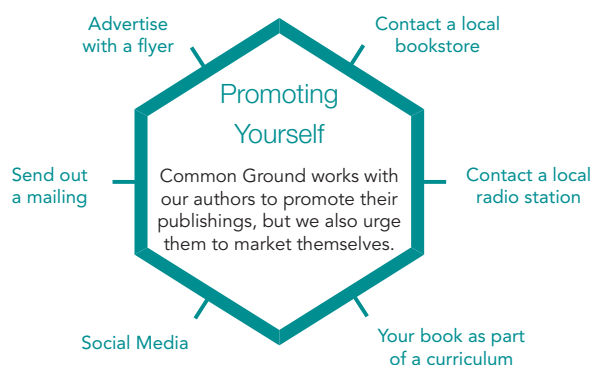 Advertise
with a flyer
Contact a local
bookstore
Promoting
Yourself
Common Ground works with
our authors to promote their
publishings, but we also urge
them to market themselves.
Send out
a mailing
Contact a local
radio station
Social Media
Your book as part
of a curriculum